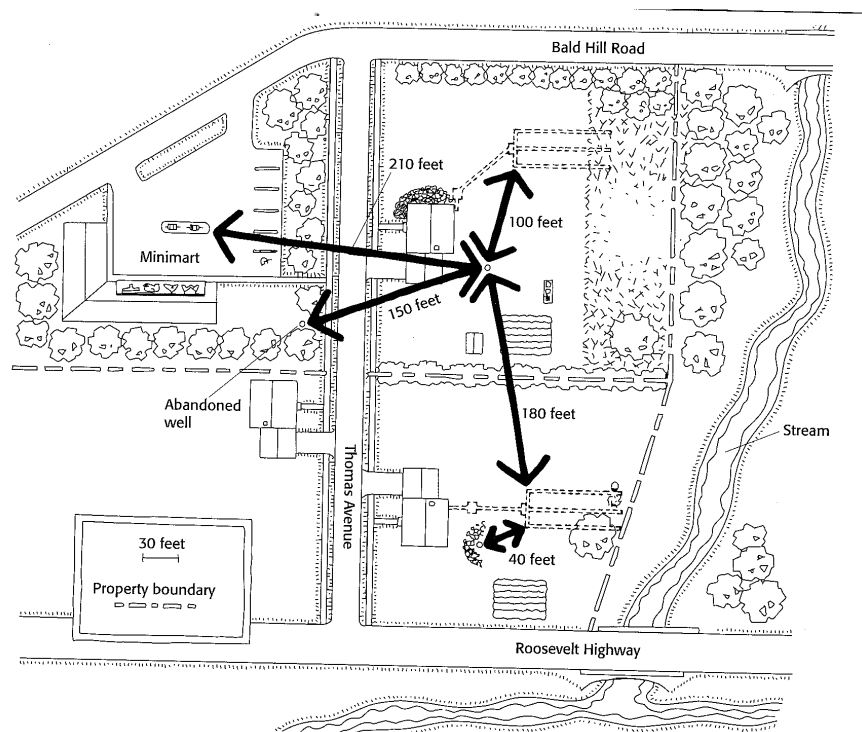 Bald Hill Road
210 feet
100 feet
Minimart
150 feet
Abandoned
well
180 feet
Stream
Thomas Avenue
30 feet
Property boundary
40 feet
Roosevelt Highway